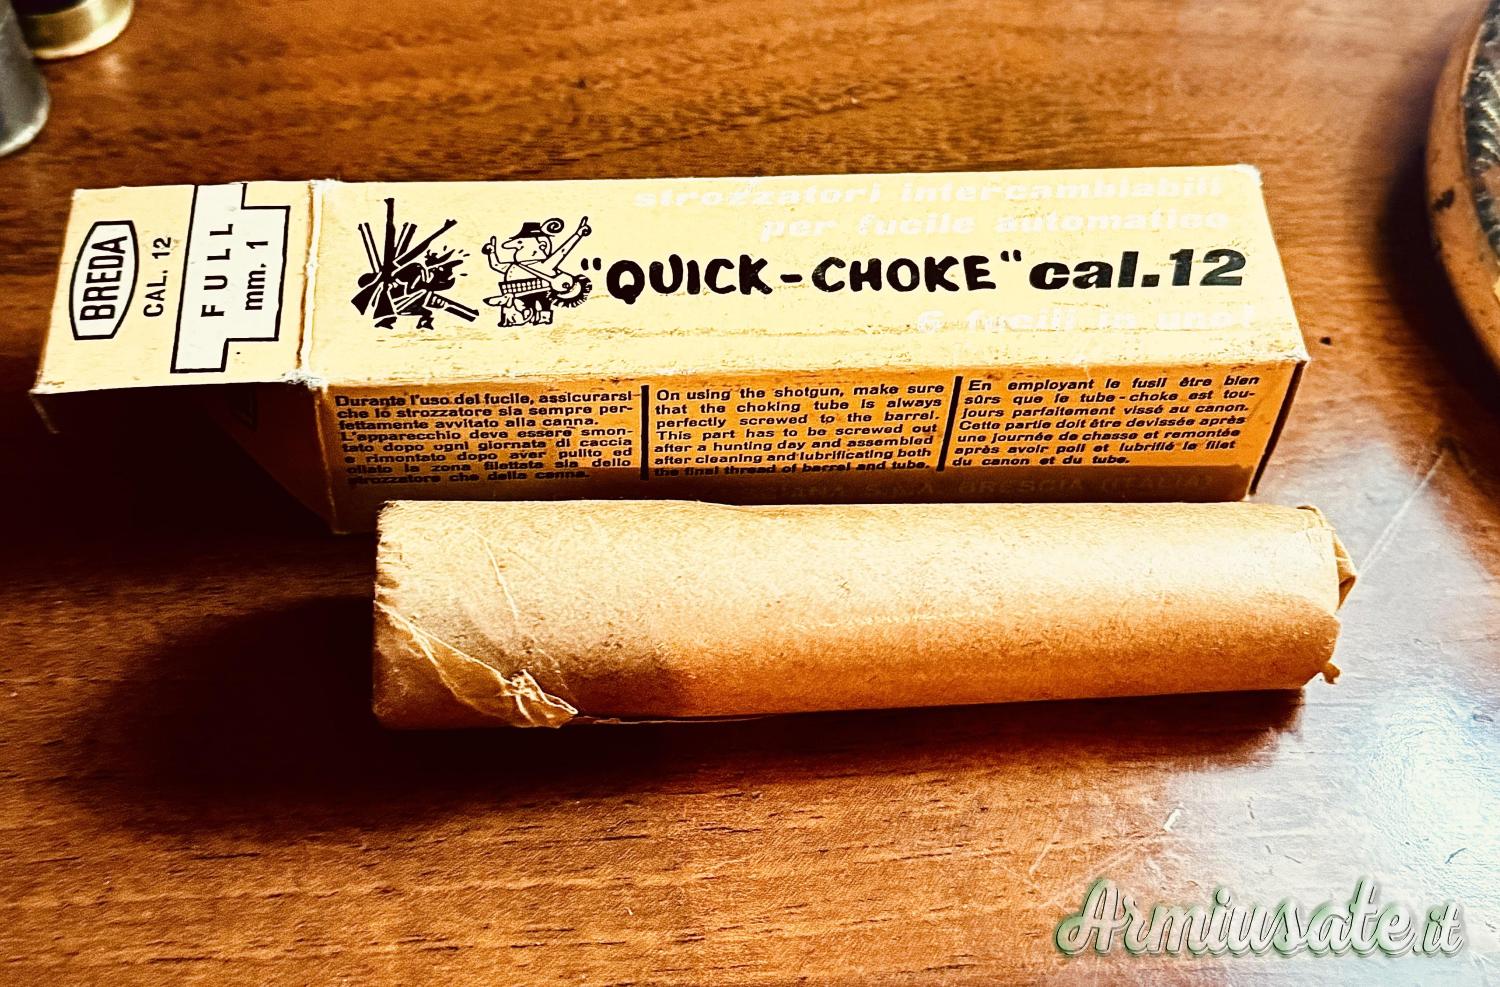 BREDA
CAL. 12
FULL
mm. 1
strozzatori intercambiabili
per fucile automatico
"QUICK-CHOKE" cal.12
6 fucili in uno!
Durante l'uso del fucile, assicurarsi
che lo strozzatore sia sempre per-
fettamente avvitato alla canna.
L'apparecchio deve essere smon-
tato dopo ogni giornata di caccia
e rimontato dopo aver pulito ed
oliato la zona filettata sia dello
strozzatore che della canna.
On using the shotgun, make sure
that the choking tube is always
perfectly screwed to the barrel.
This part has to be screwed out
after a hunting day and assembled
after cleaning and lubrificating both
the final thread of barrel and tube.
En employant le fusil être bien
sûrs que le tube-choke est tou-
jours parfaitement vissé au canon.
Cette partie doit être devissée après
une journée de chasse et remontée
après avoir poli et lubrifié le filet
du canon et du tube.
BRESCIA (ITALIA)
Armiusate.it